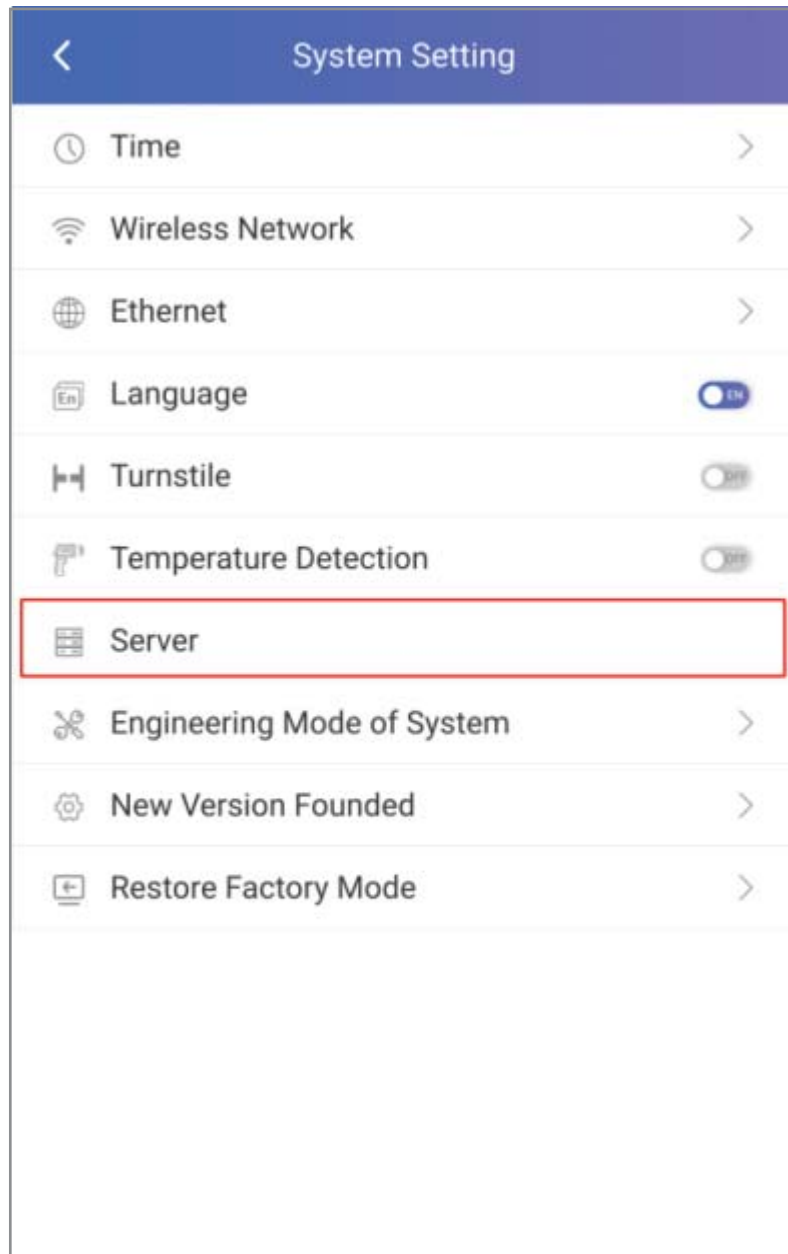 System Setting
Time
Wireless Network
Ethernet
En Language EN
Turnstile OFF
Temperature Detection OFF
Server
Engineering Mode of System
New Version Founded
Restore Factory Mode